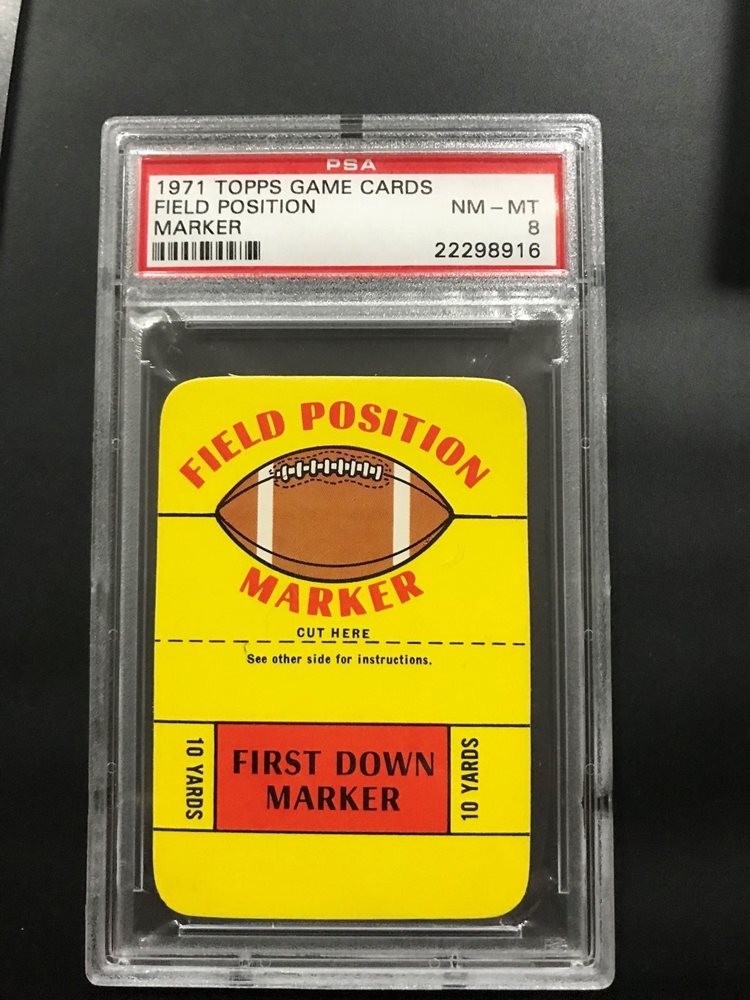 PSA
1971 TOPPS GAME CARDS
FIELD POSITION NM - MT
MARKER 8
22298916
FIELD POSITION
MARKER
CUT HERE
See other side for instructions.
10 YARDS
FIRST DOWN
MARKER
10 YARDS